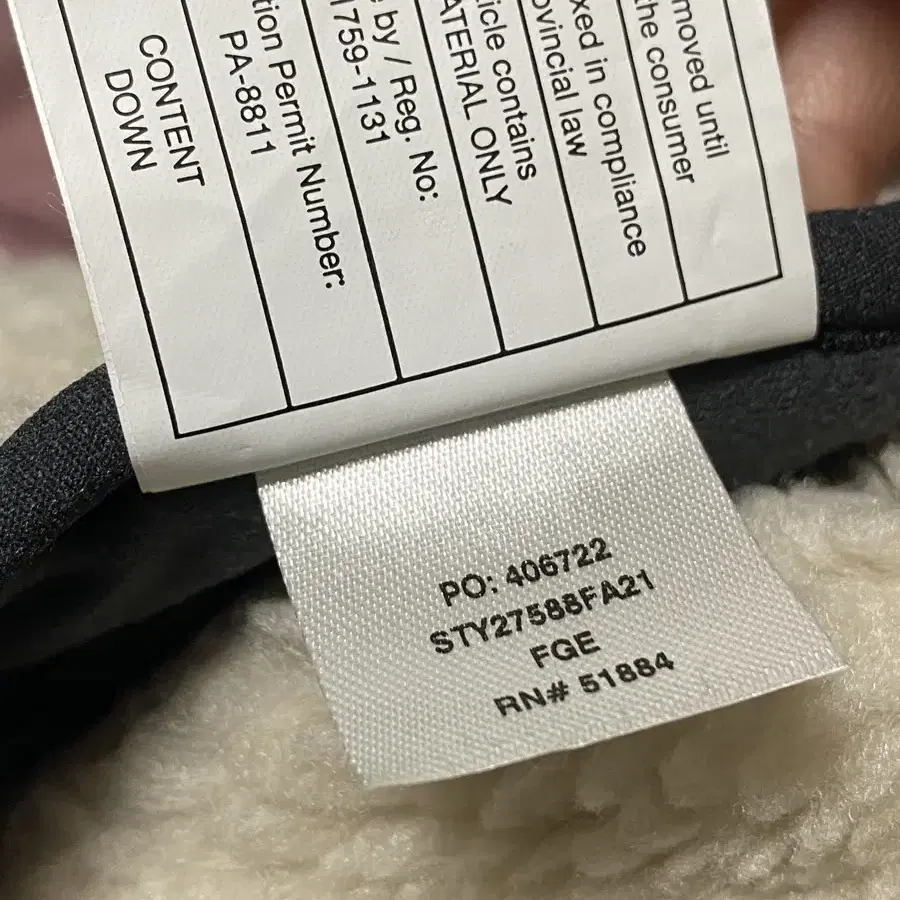 moved until
the consumer
xed in compliance
ovincial law
icle contains
ATERIAL ONLY
by / Reg. No:
1759-1131
tion Permit Number:
PA-8811
CONTENT
DOWN
PO: 406722
STY27588FA21
FGE
RN# 51884